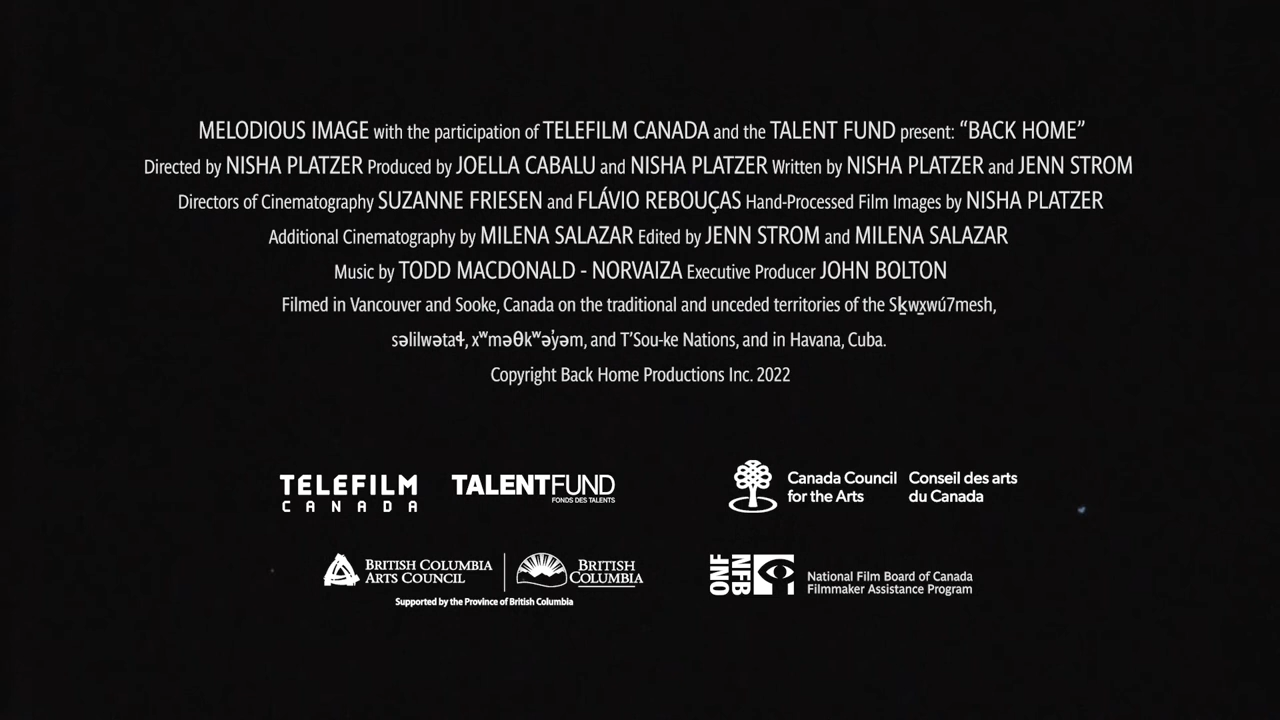 MELODIOUS IMAGE with the participation of TELEFILM CANADA and the TALENT FUND present: “BACK HOME”
Directed by NISHA PLATZER Produced by JOELLA CABALU and NISHA PLATZER Written by NISHA PLATZER and JENN STROM
Directors of Cinematography SUZANNE FRIESEN and FLÁVIO REBOUÇAS Hand-Processed Film Images by NISHA PLATZER
Additional Cinematography by MILENA SALAZAR Edited by JENN STROM and MILENA SALAZAR
Music by TODD MACDONALD - NORVAIZA Executive Producer JOHN BOLTON
Filmed in Vancouver and Sooke, Canada on the traditional and unceded territories of the Sḵwx̱wú7mesh,
səlilwətaɬ, xʷməθkʷəy̓əm, and T’Sou-ke Nations, and in Havana, Cuba.
Copyright Back Home Productions Inc. 2022
TELEFILM
CANADA
TALENTFUND
FONDS DES TALENTS
Canada Council
for the Arts
Conseil des arts
du Canada
BRITISH COLUMBIA
ARTS COUNCIL
BRITISH
COLUMBIA
Supported by the Province of British Columbia
ONF
NFB
National Film Board of Canada
Filmmaker Assistance Program